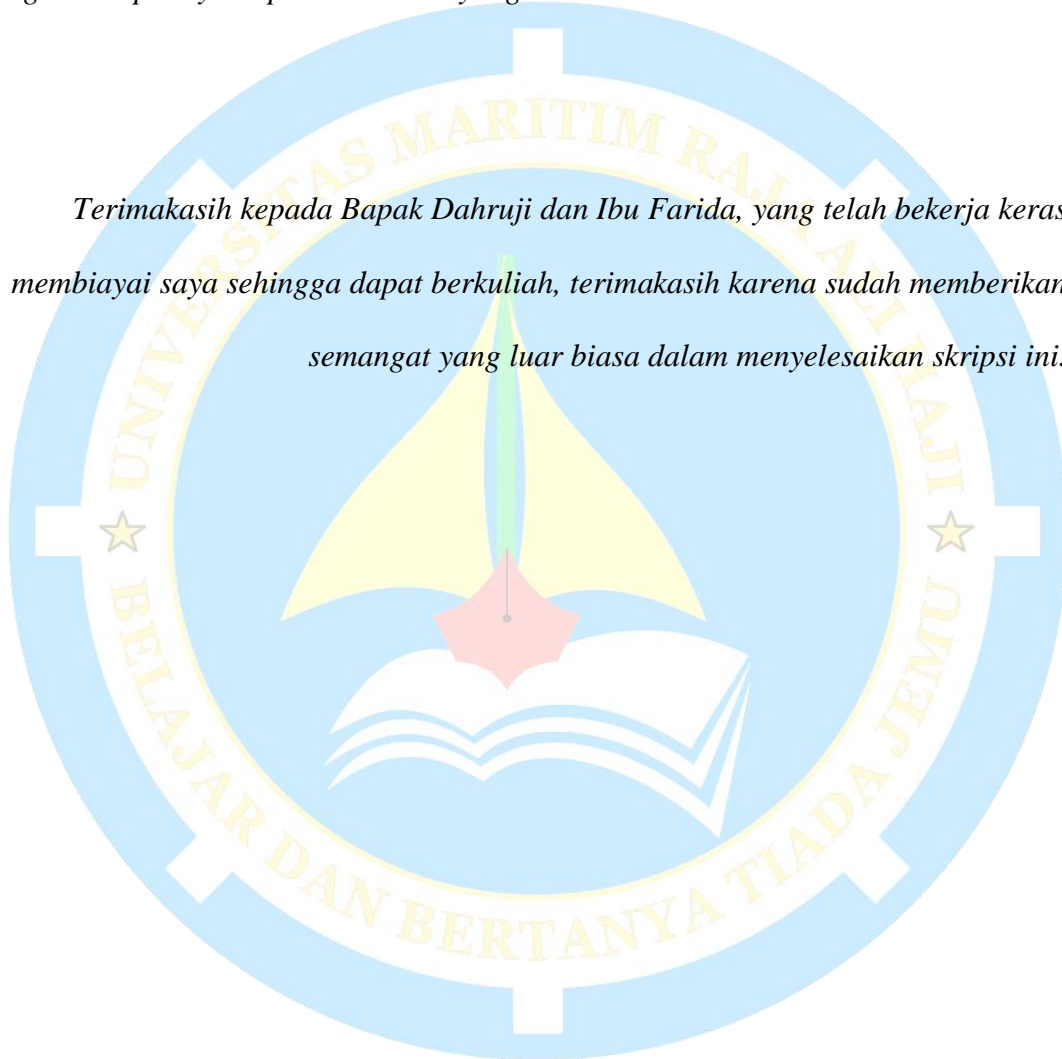 UNIVERSITAS MARITIM RAJA ALI HAJI
Terimakasih kepada Bapak Dahruji dan Ibu Farida, yang telah bekerja keras
membiayai saya sehingga dapat berkuliah, terimakasih karena sudah memberikan
semangat yang luar biasa dalam menyelesaikan skripsi ini.
BELAJAR DAN BERTANYA TIADA JEMU